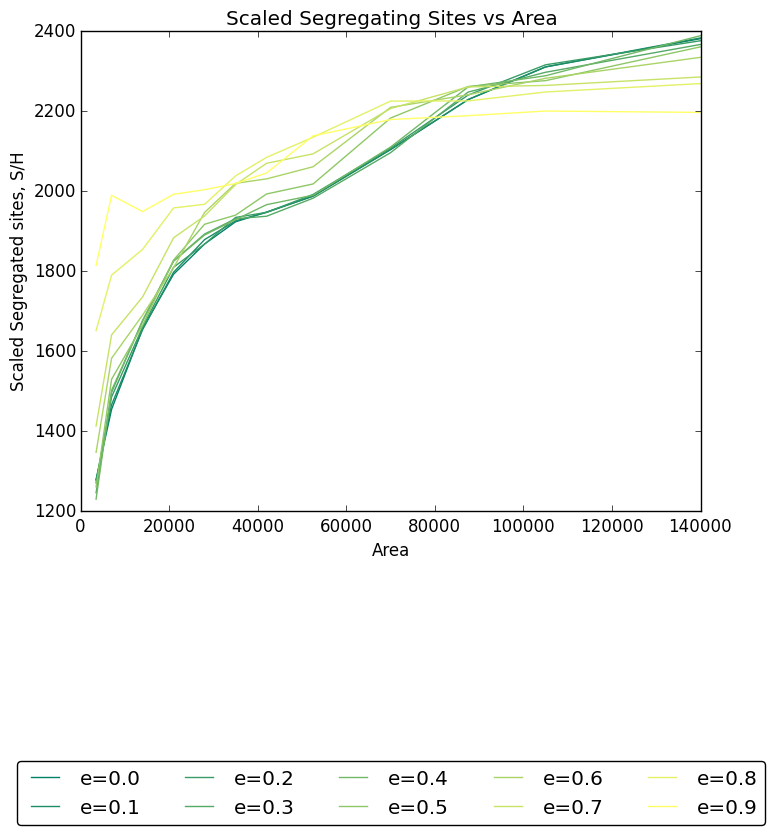 Scaled Segregating Sites vs Area
2400
2200
2000
1800
1600
1400
1200
Scaled Segregated sites, S/H
0 20000 40000 60000 80000 100000 120000 140000
Area
e=0.0 e=0.2 e=0.4 e=0.6 e=0.8
e=0.1 e=0.3 e=0.5 e=0.7 e=0.9